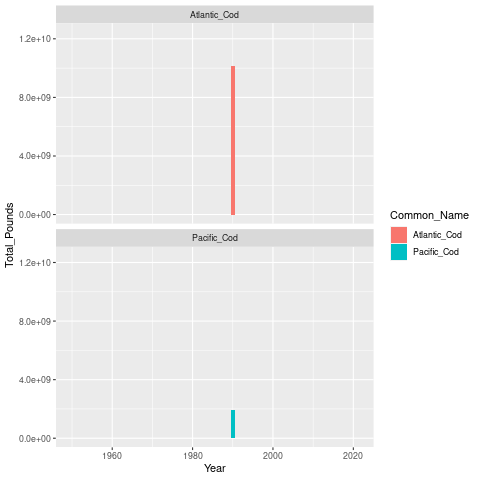 Atlantic_Cod
1.2e+10
8.0e+09
4.0e+09
0.0e+00
Total_Pounds
Pacific_Cod
1.2e+10
8.0e+09
4.0e+09
0.0e+00
1960 1980 2000 2020
Year
Common_Name
Atlantic_Cod
Pacific_Cod